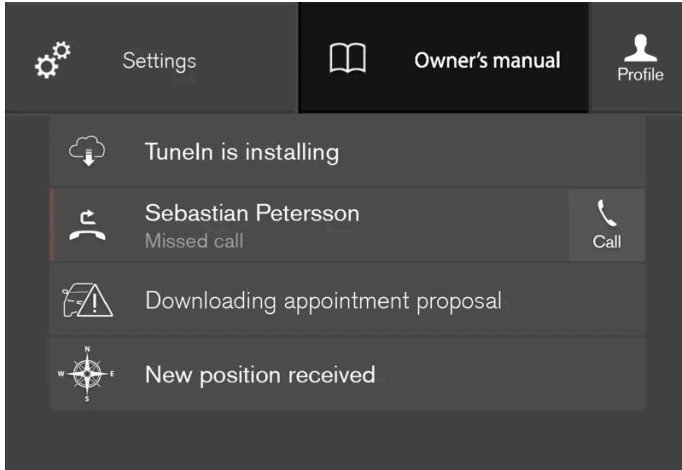 Settings
Owner's manual
Profile
TuneIn is installing
Sebastian Petersson
Missed call
Call
Downloading appointment proposal
N
W E
S
New position received